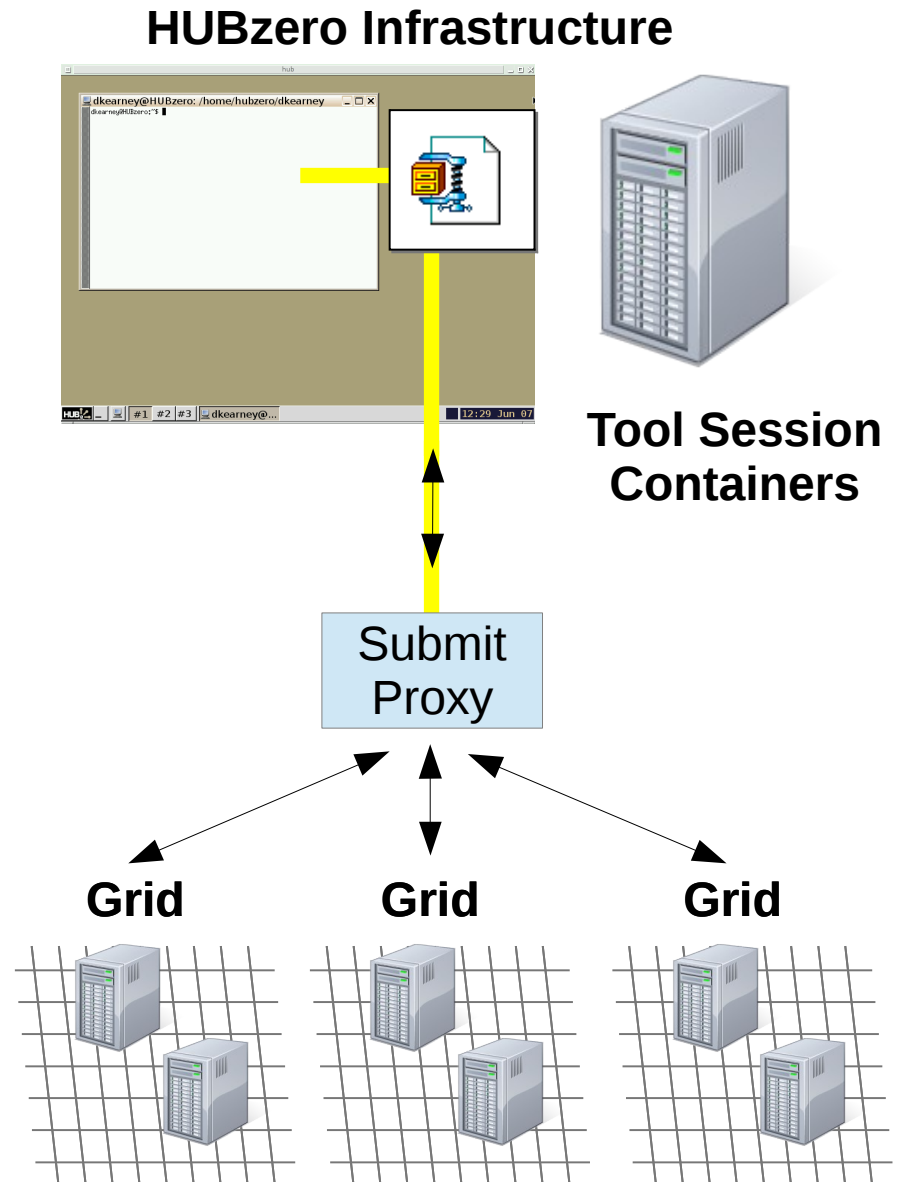 HUBzero Infrastructure
hub
dkearney@HUBzero: /home/hubzero/dkearney
dkearney@HUBzero:~$
HUB
#1 #2 #3 dkearney@... 12:29 Jun 07
Tool Session
Containers
Submit
Proxy
Grid Grid Grid